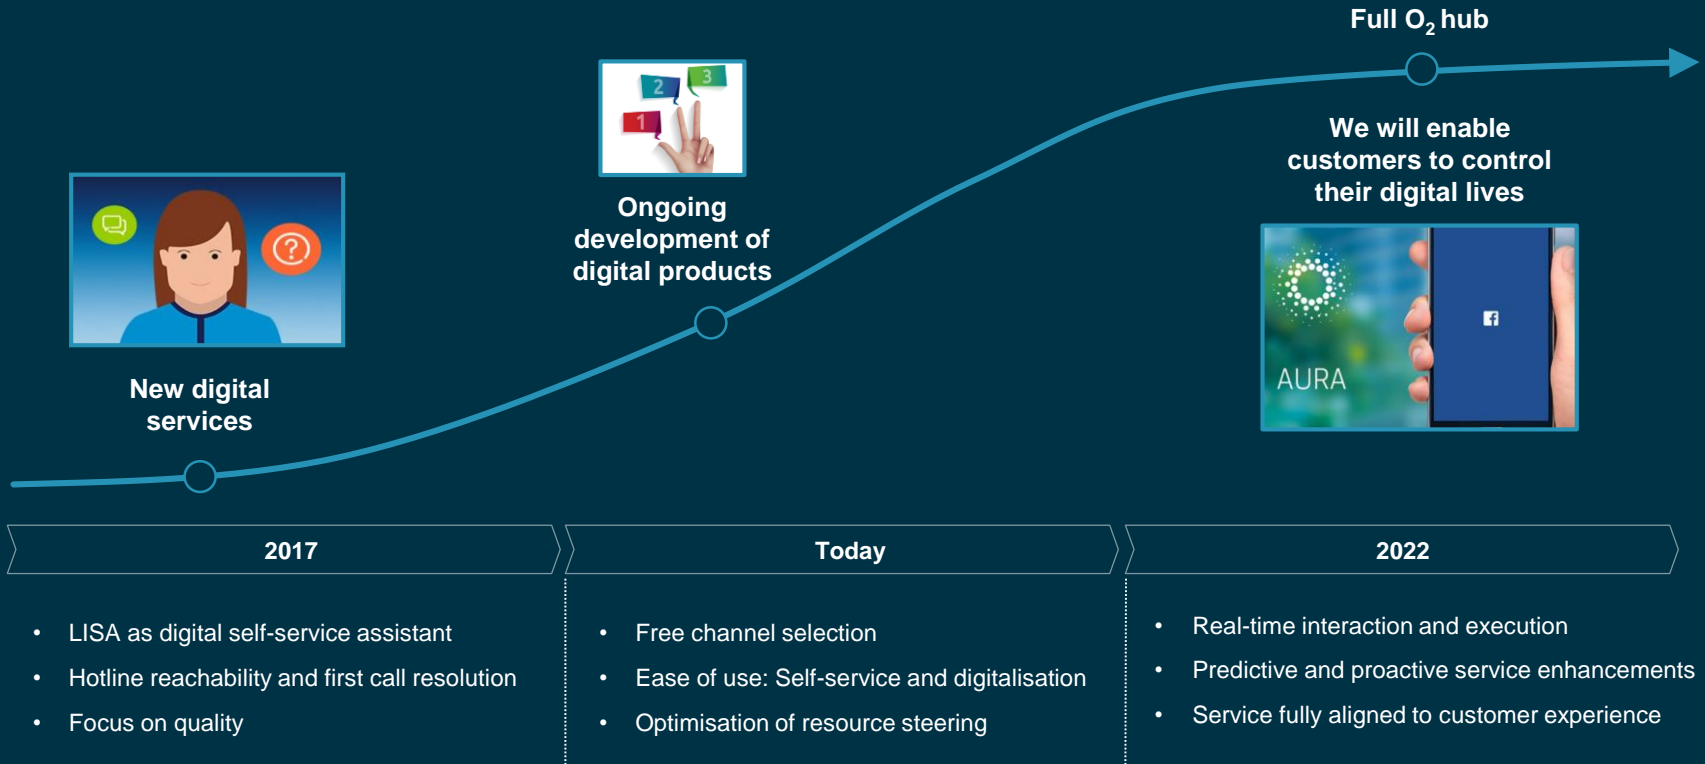 Full O₂ hub
1
2
3
We will enable
customers to control
their digital lives
Ongoing
development of
digital products
?
f
AURA
New digital
services
2017
Today
2022
• LISA as digital self-service assistant
• Hotline reachability and first call resolution
• Focus on quality
• Free channel selection
• Ease of use: Self-service and digitalisation
• Optimisation of resource steering
• Real-time interaction and execution
• Predictive and proactive service enhancements
• Service fully aligned to customer experience